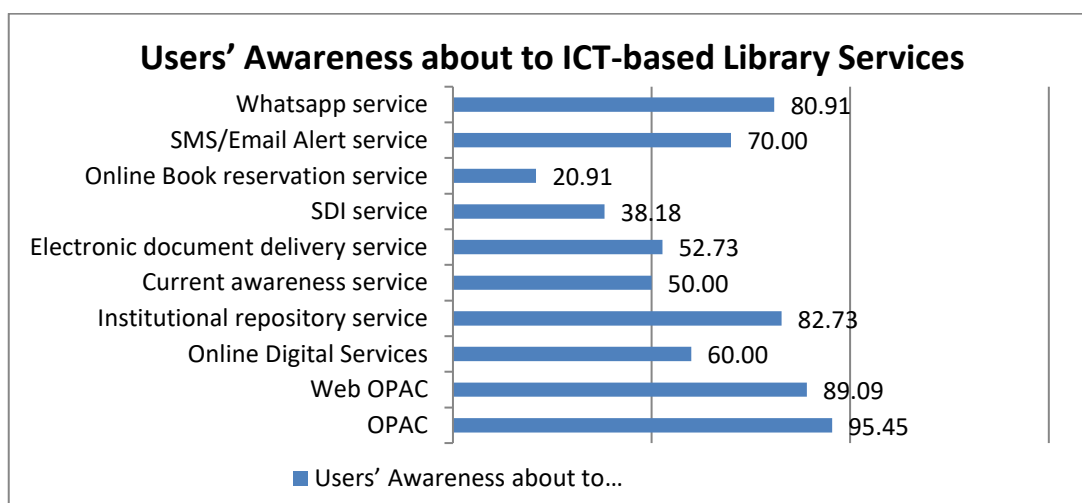 Users’ Awareness about to ICT-based Library Services
Whatsapp service 80.91
SMS/Email Alert service 70.00
Online Book reservation service 20.91
SDI service 38.18
Electronic document delivery service 52.73
Current awareness service 50.00
Institutional repository service 82.73
Online Digital Services 60.00
Web OPAC 89.09
OPAC 95.45
Users’ Awareness about to…